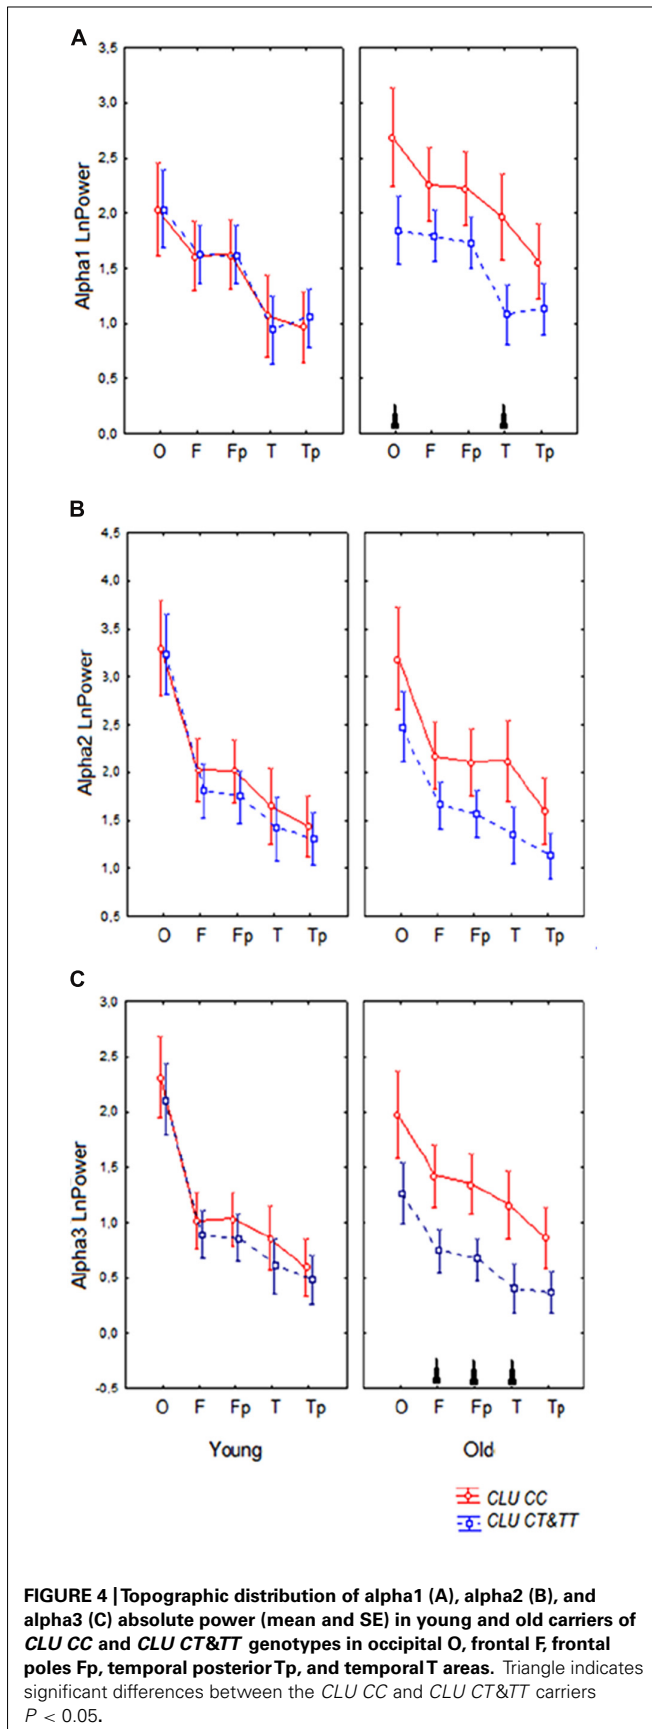 A
3,5
3,0
2,5
2,0
1,5
1,0
0,5
0,0
Alpha1 LnPower
O F Fp T Tp
O F Fp T Tp
B
4,5
4,0
3,5
3,0
2,5
2,0
1,5
1,0
0,5
Alpha2 LnPower
O F Fp T Tp
O F Fp T Tp
C
3,0
2,5
2,0
1,5
1,0
0,5
0,0
-0,5
Alpha3 LnPower
O F Fp T Tp
O F Fp T Tp
Young Old
CLU CC
CLU CT&TT
FIGURE 4 | Topographic distribution of alpha1 (A), alpha2 (B), and
alpha3 (C) absolute power (mean and SE) in young and old carriers of
CLU CC and CLU CT&TT genotypes in occipital O, frontal F, frontal
poles Fp, temporal posterior Tp, and temporal T areas. Triangle indicates
significant differences between the CLU CC and CLU CT&TT carriers
P < 0.05.